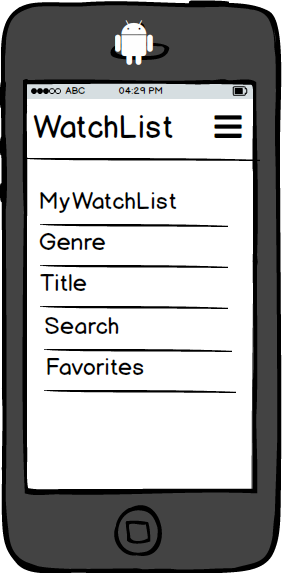 ABC 04:29 PM
WatchList
MyWatchList
Genre
Title
Search
Favorites